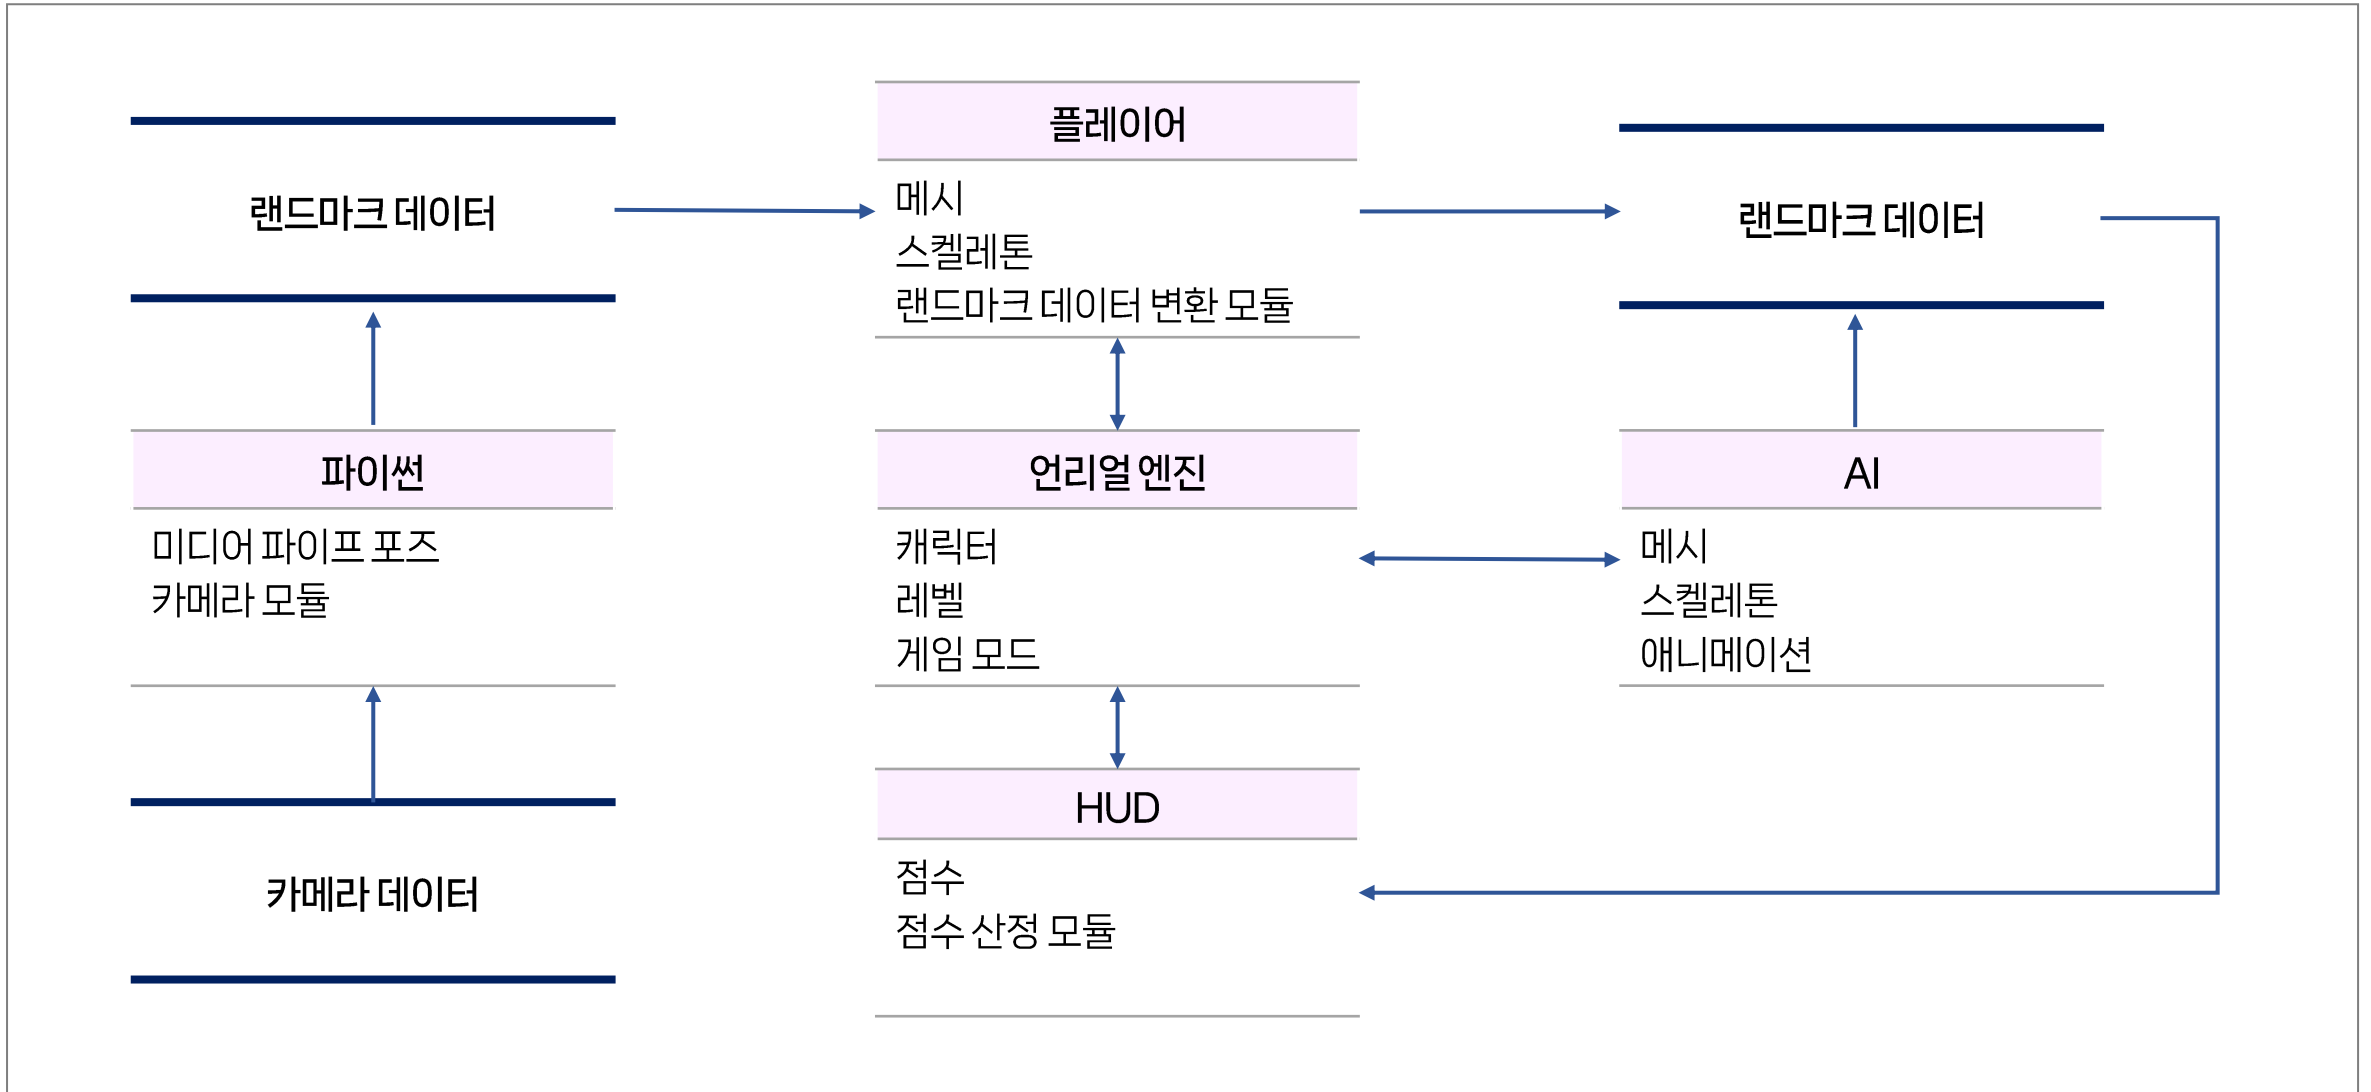 랜드마크 데이터
파이썬
미디어 파이프 포즈
카메라 모듈
카메라 데이터
플레이어
메시
스켈레톤
랜드마크 데이터 변환 모듈
언리얼 엔진
캐릭터
레벨
게임 모드
HUD
점수
점수 산정 모듈
랜드마크 데이터
AI
메시
스켈레톤
애니메이션